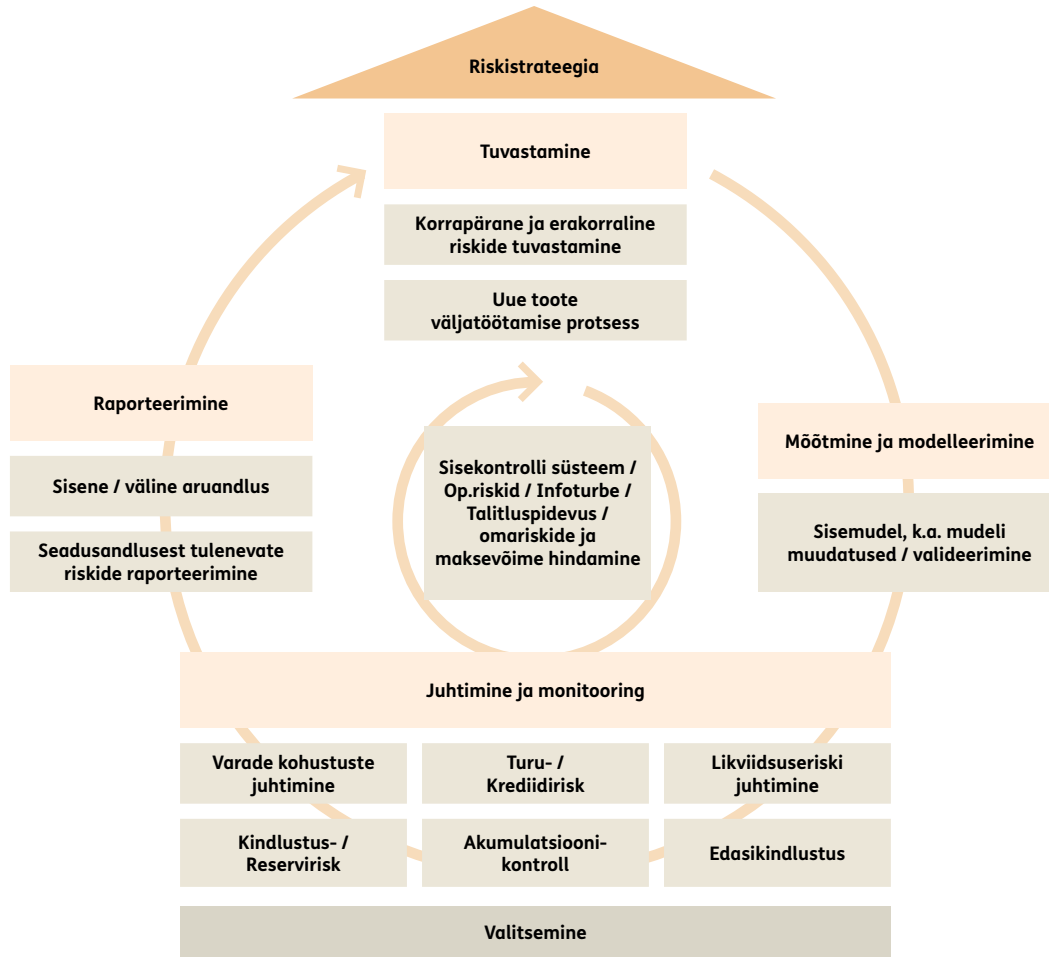 Riskistrateegia
Tuvastamine
Korrapärane ja erakorraline
riskide tuvastamine
Uue toote
väljatöötamise protsess
Raporteerimine
Sisene / väline aruandlus
Seadusandlusest tulenevate
riskide raporteerimine
Sisekontrolli süsteem /
Op.riskid / Infoturbe /
Talitluspidevus /
omariskide ja
maksevõime hindamine
Mõõtmine ja modelleerimine
Sisemudel, k.a. mudeli
muudatused / valideerimine
Juhtimine ja monitooring
Varade kohustuste
juhtimine
Turu- /
Krediidirisk
Likviidsuseriski
juhtimine
Kindlustus- /
Reservirisk
Akumulatsiooni-
kontroll
Edasikindlustus
Valitsemine